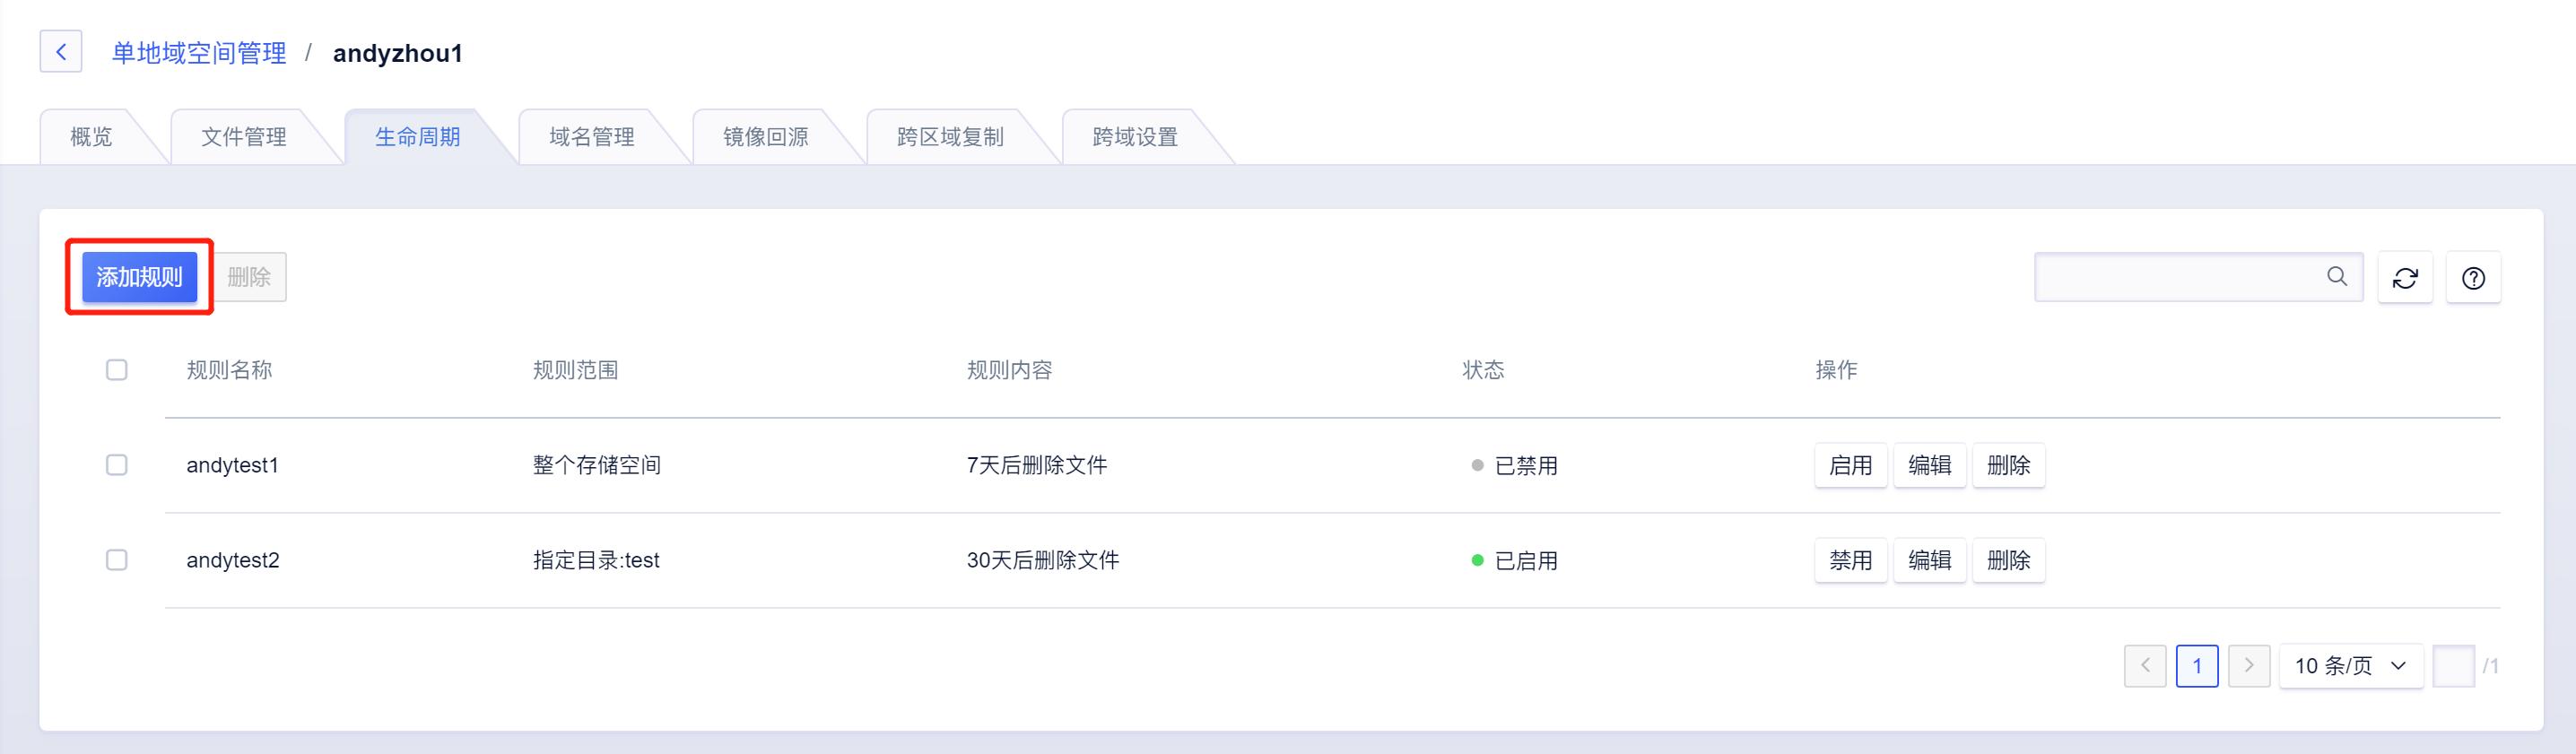 单地域空间管理 / andyzhou1
概览 文件管理 生命周期 域名管理 镜像回源 跨区域复制 跨域设置
添加规则 删除
规则名称 规则范围 规则内容 状态 操作
andytest1 整个存储空间 7天后删除文件 已禁用 启用 编辑 删除
andytest2 指定目录:test 30天后删除文件 已启用 禁用 编辑 删除
1 10 条/页 /1